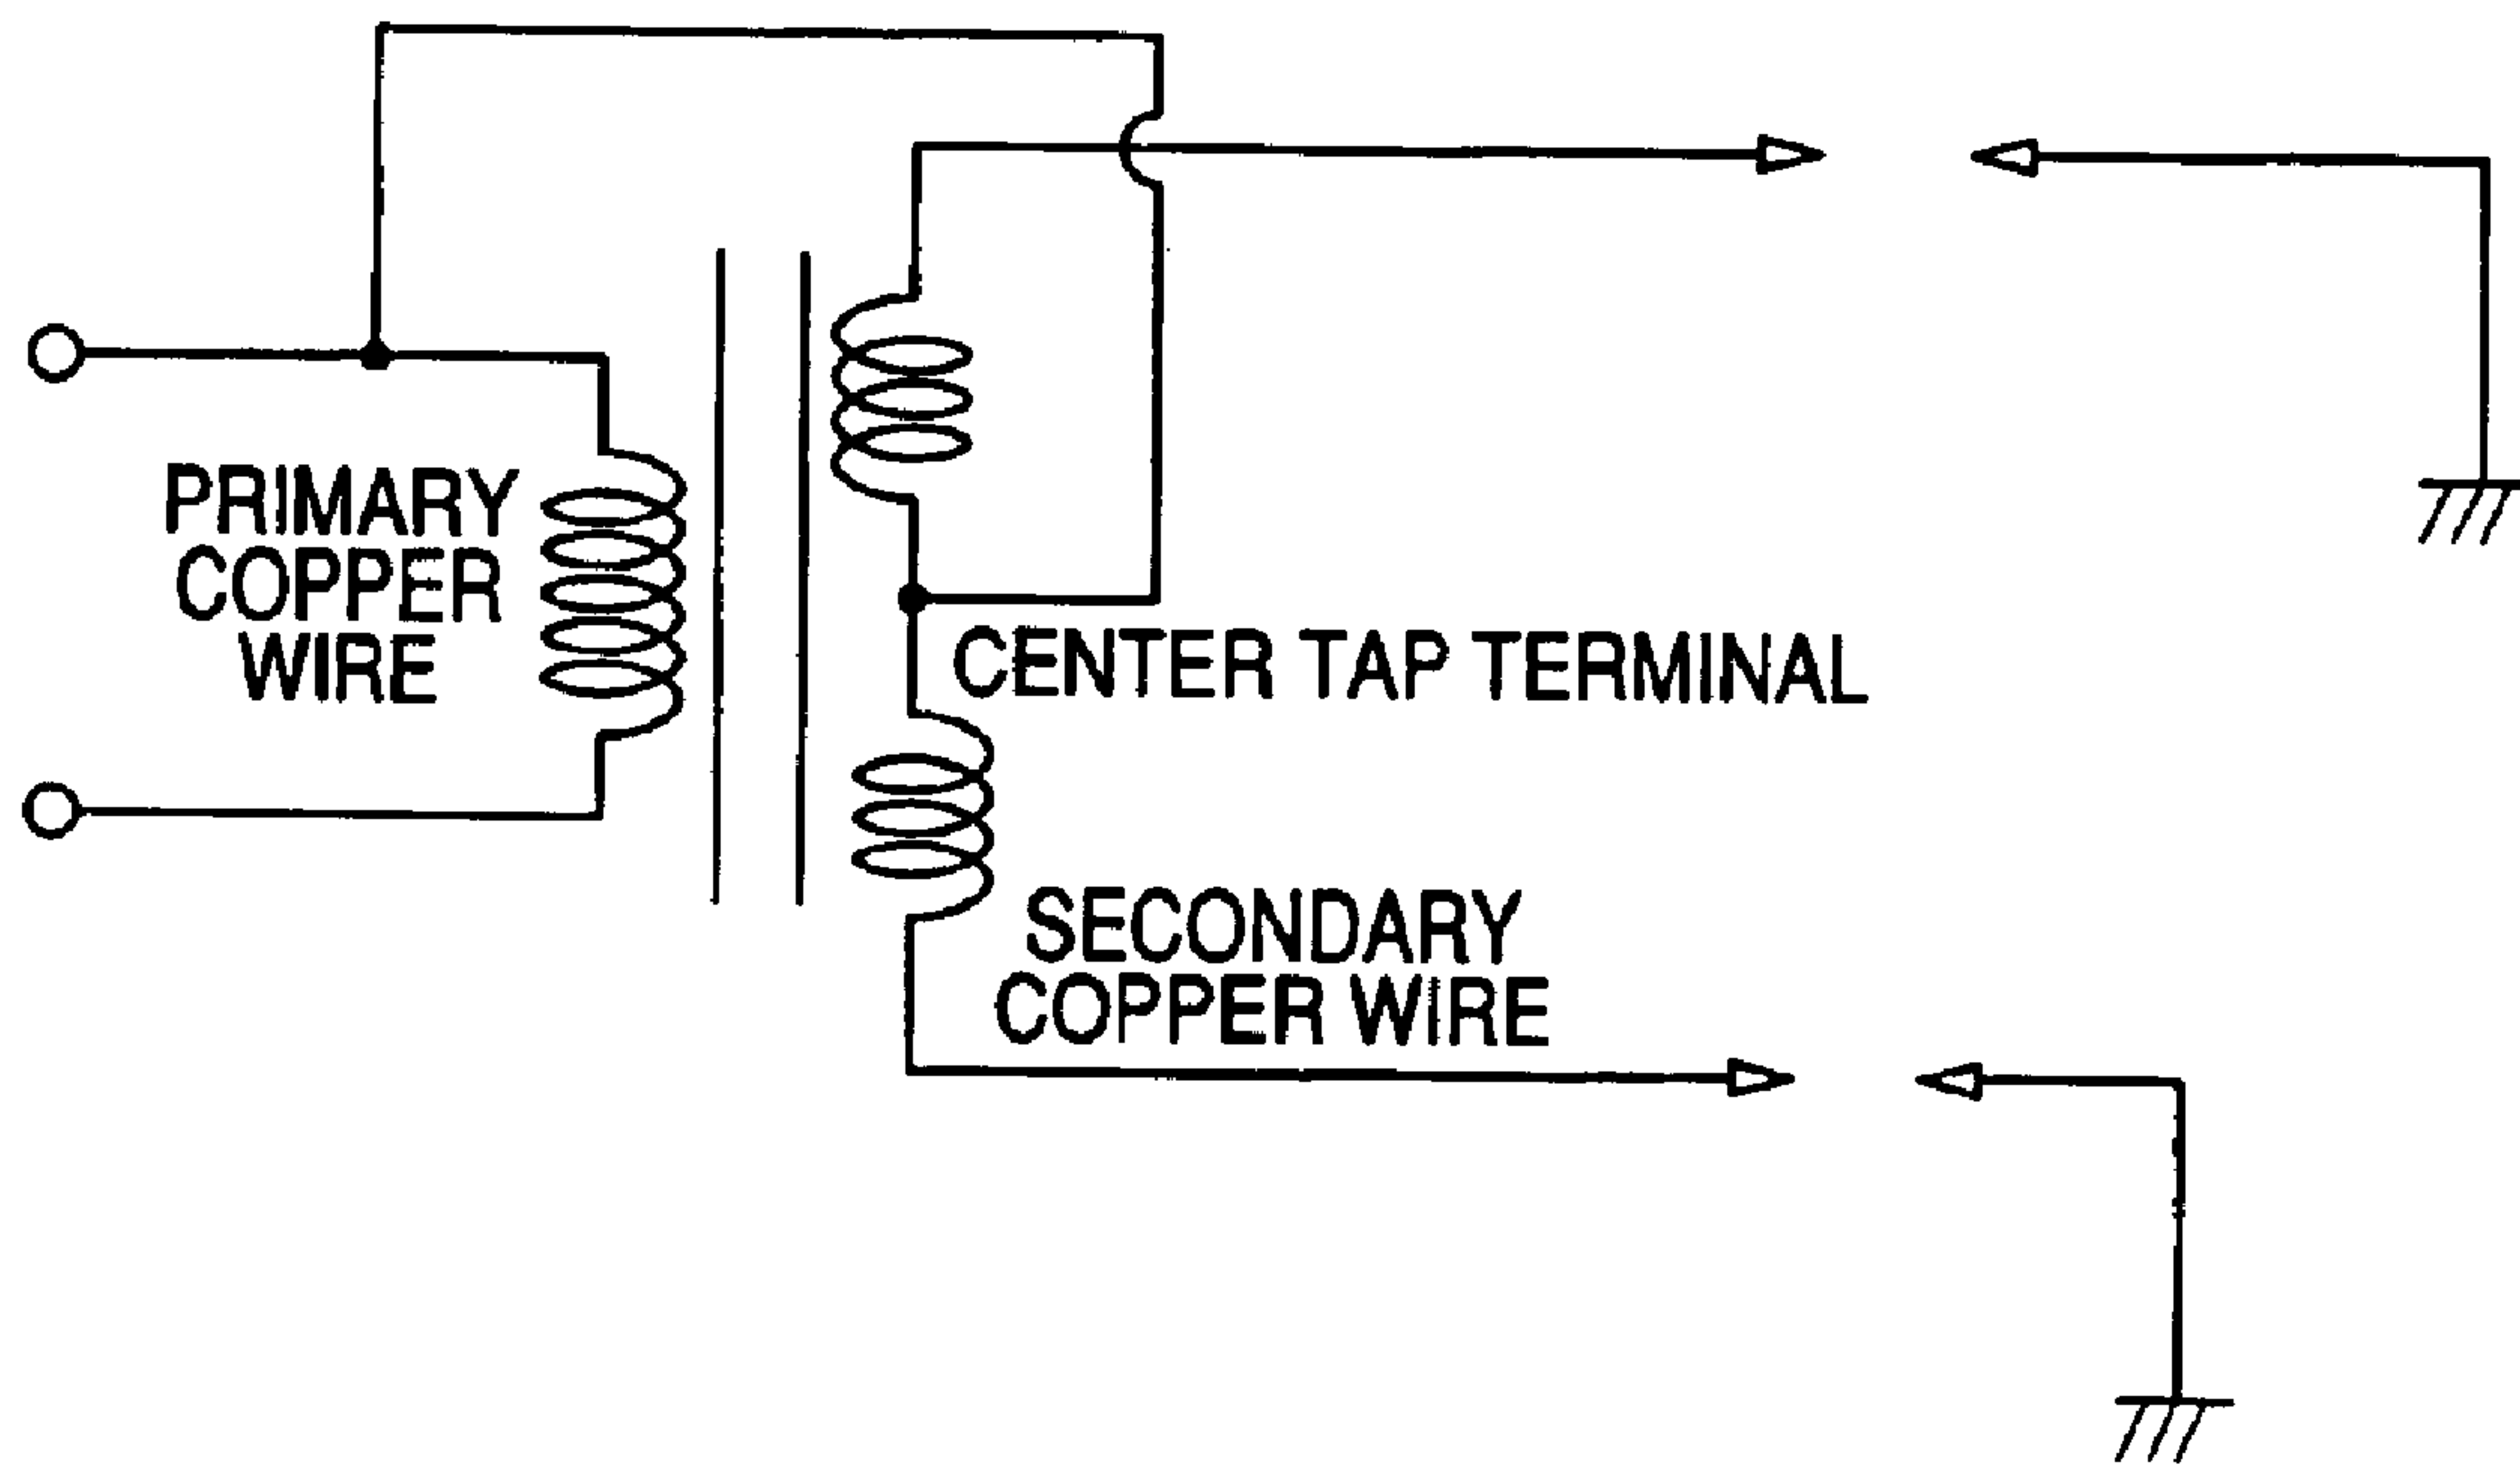 PRIMARY
COPPER
WIRE
CENTER TAP TERMINAL
SECONDARY
COPPER WIRE